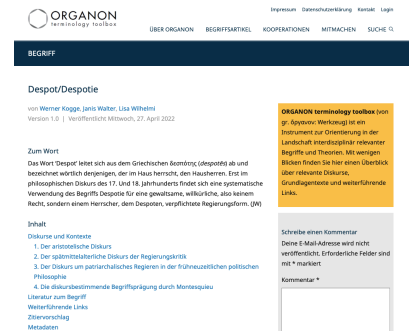 Impressum Datenschutzerklärung Kontakt Login
ORGANON
terminology toolbox
ÜBER ORGANON BEGRIFFSARTIKEL KOOPERATIONEN MITMACHEN SUCHE
BEGRIFF
Despot/Despotie
von Werner Kogge, Janis Walter, Lisa Wilhelmi
Version 1.0 | Veröffentlicht Mittwoch, 27. April 2022
Zum Wort
Das Wort 'Despot' leitet sich aus dem Griechischen δεσπότης (despotēs) ab und
bezeichnet wörtlich denjenigen, der im Haus herrscht, den Hausherren. Erst im
philosophischen Diskurs des 17. Und 18. Jahrhunderts findet sich eine systematische
Verwendung des Begriffs Despotie für eine gewaltsame, willkürliche, also keinem
Recht, sondern einem Herrscher, dem Despoten, verpflichtete Regierungsform. (JW)
Inhalt
Diskurse und Kontexte
1. Der aristotelische Diskurs
2. Der spätmittelalterliche Diskurs der Regierungskritik
3. Der Diskurs um patriarchalisches Regieren in der frühneuzeitlichen politischen
Philosophie
4. Die diskursbestimmende Begriffsprägung durch Montesquieu
Literatur zum Begriff
Weiterführende Links
Zitiervorschlag
Metadaten
ORGANON terminology toolbox (von
gr. ὄργανον: Werkzeug) ist ein
Instrument zur Orientierung in der
Landschaft interdisziplinär relevanter
Begriffe und Theorien. Mit wenigen
Blicken finden Sie hier einen Überblick
über relevante Diskurse,
Grundlagentexte und weiterführende
Links.
Schreibe einen Kommentar
Deine E-Mail-Adresse wird nicht
veröffentlicht. Erforderliche Felder sind
mit * markiert
Kommentar *